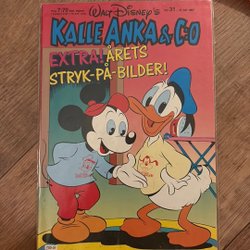 WALT DISNEY'S
KALLE ANKA & C:O
EXTRA! ÅRETS
STRYK-PÅ-BILDER!